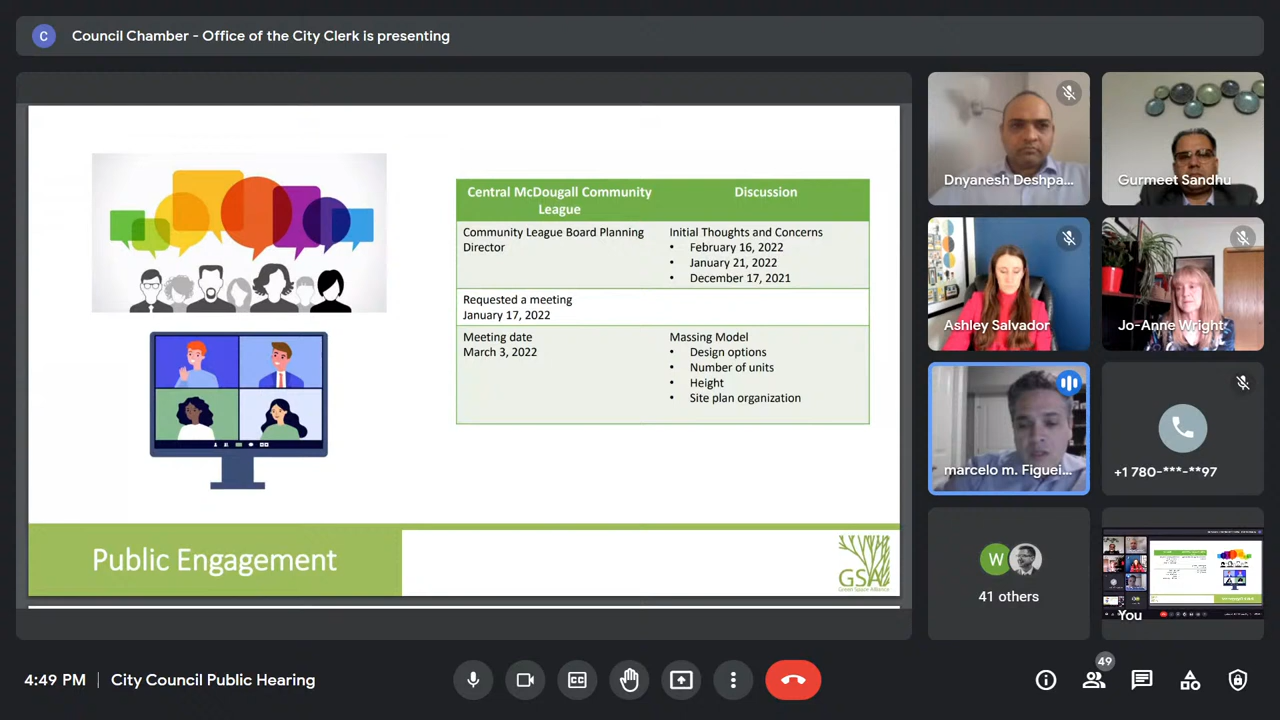 C
Council Chamber - Office of the City Clerk is presenting
Central McDougall Community
League
Discussion
Community League Board Planning
Director
Initial Thoughts and Concerns
• February 16, 2022
• January 21, 2022
• December 17, 2021
Requested a meeting
January 17, 2022
Meeting date
March 3, 2022
Massing Model
• Design options
• Number of units
• Height
• Site plan organization
Public Engagement
GSA
Green Space Alliance
Dnyanesh Deshpa...
Gurmeet Sandhu
Ashley Salvador
Jo-Anne Wright
marcelo m. Figuei...
+1 780-***-**97
W
41 others
You
4:49 PM
City Council Public Hearing
49